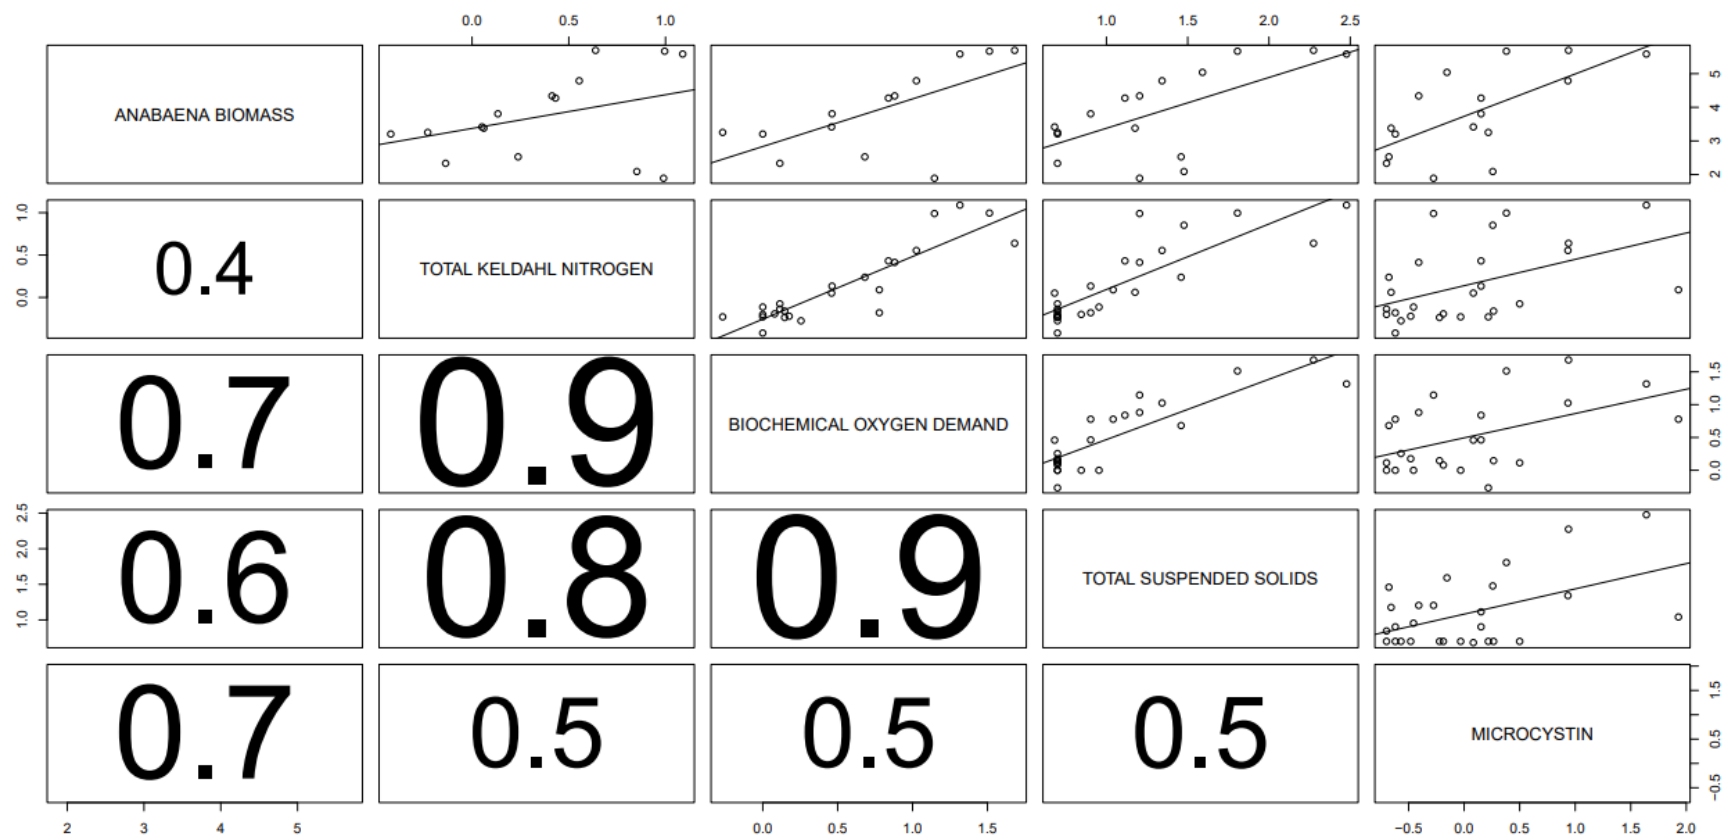 0.0 0.5 1.0 1.0 1.5 2.0 2.5
ANABAENA BIOMASS
2 3 4 5
0.0 0.5 1.0
0.4
TOTAL KELDAHL NITROGEN
0.7
0.9
BIOCHEMICAL OXYGEN DEMAND
0.0 0.5 1.0 1.5
1.0 1.5 2.0 2.5
0.6
0.8
0.9
TOTAL SUSPENDED SOLIDS
0.7
0.5
0.5
0.5
MICROCYSTIN
-0.5 0.5 1.5
2 3 4 5 0.0 0.5 1.0 1.5 -0.5 0.0 0.5 1.0 1.5 2.0